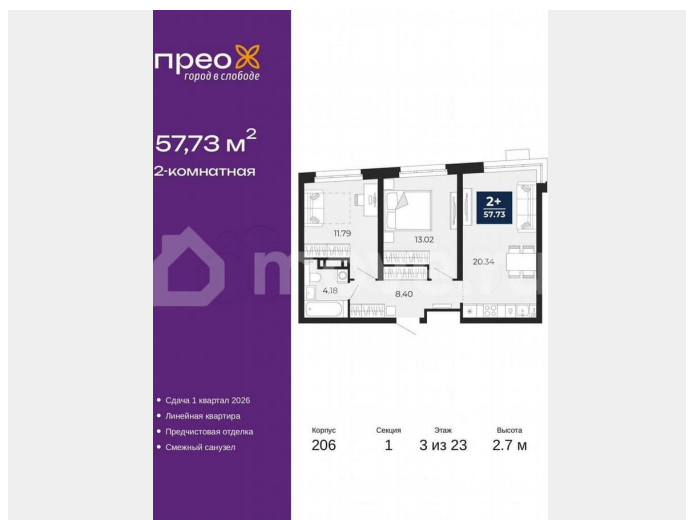 прео
город в слободе
57,73 м²
2-комнатная
2+
57.73
11.79
13.02
20.34
4.18
8.40
• Сдача 1 квартал 2026
• Линейная квартира
• Предчистовая отделка
• Смежный санузел
Корпус Секция Этаж Высота
206 1 3 из 23 2.7 м